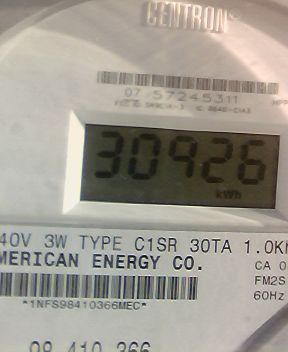 CENTRON®
07 57245311
30926
kWh
40V 3W TYPE C1SR 30TA 1.0K
MERICAN ENERGY CO. CA 0
FM2S
*1NFS98410366MEC* 60Hz
09 410 366